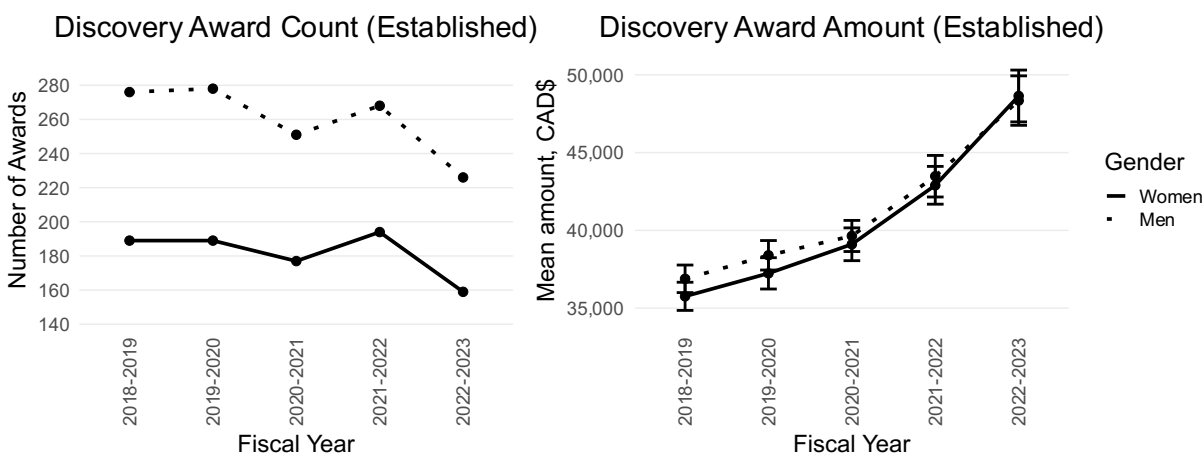 Discovery Award Count (Established)
Number of Awards
280
260
240
220
200
180
160
140
2018-2019
2019-2020
2020-2021
2021-2022
2022-2023
Fiscal Year
Discovery Award Amount (Established)
Mean amount, CAD$
50,000
45,000
40,000
35,000
2018-2019
2019-2020
2020-2021
2021-2022
2022-2023
Fiscal Year
Gender
Women
Men